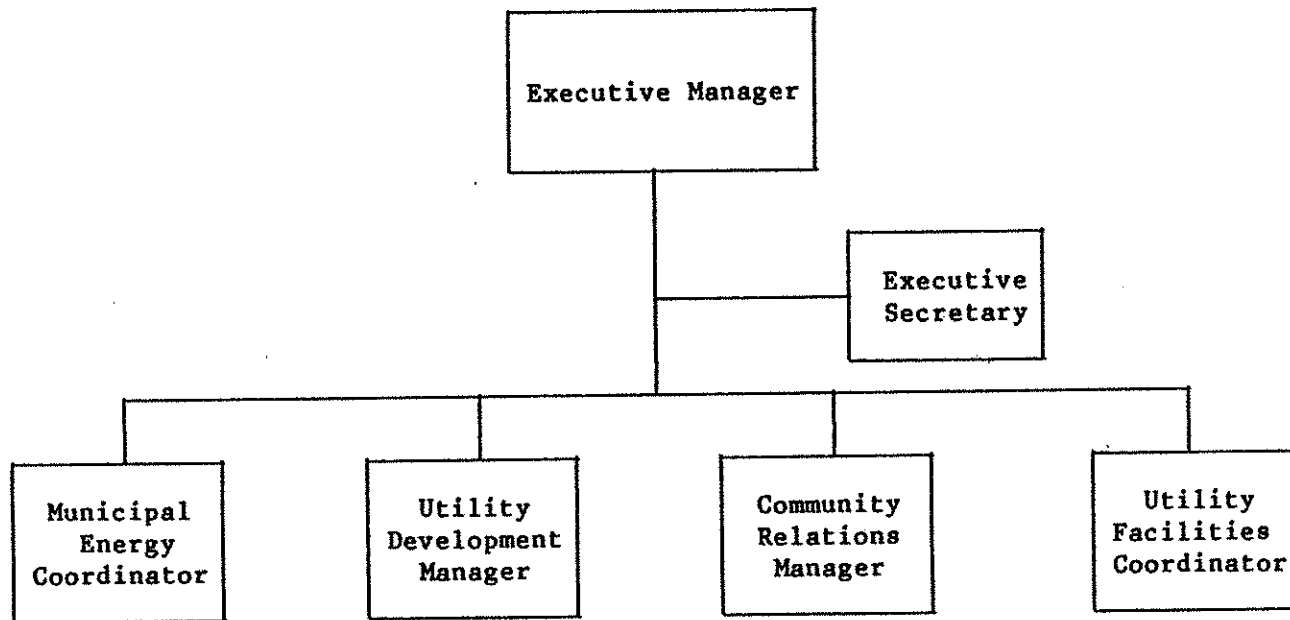 Executive Manager
Executive
Secretary
Municipal
Energy
Coordinator
Utility
Development
Manager
Community
Relations
Manager
Utility
Facilities
Coordinator